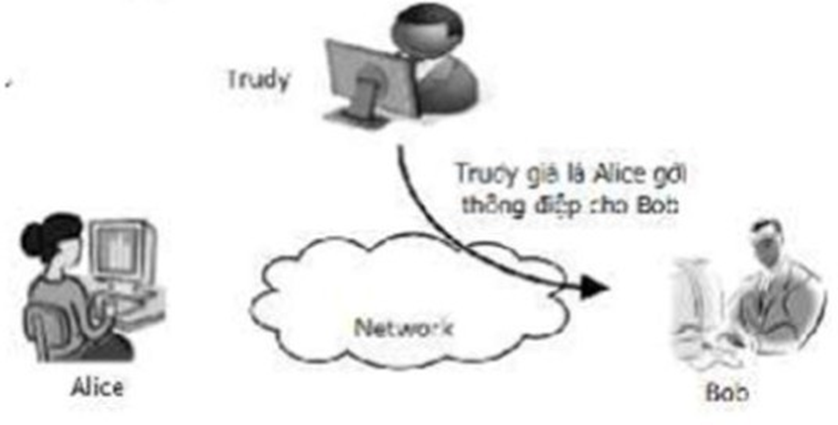 Trudy
Trudy giả là Alice gởi
thông điệp cho Bob
Network
Alice
Bob